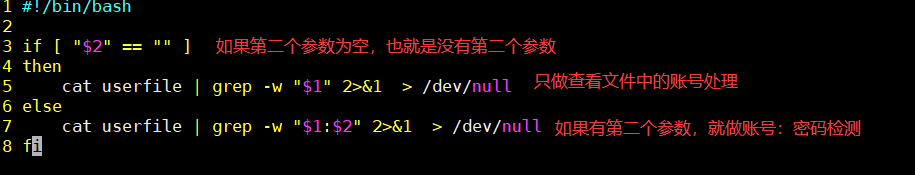 1 #!/bin/bash
2
3 if [ "$2" == "" ] 如果第二个参数为空，也就是没有第二个参数
4 then
5     cat userfile | grep -w "$1" 2>&1  > /dev/null 只做查看文件中的账号处理
6 else
7     cat userfile | grep -w "$1:$2" 2>&1  > /dev/null 如果有第二个参数，就做账号：密码检测
8 fi